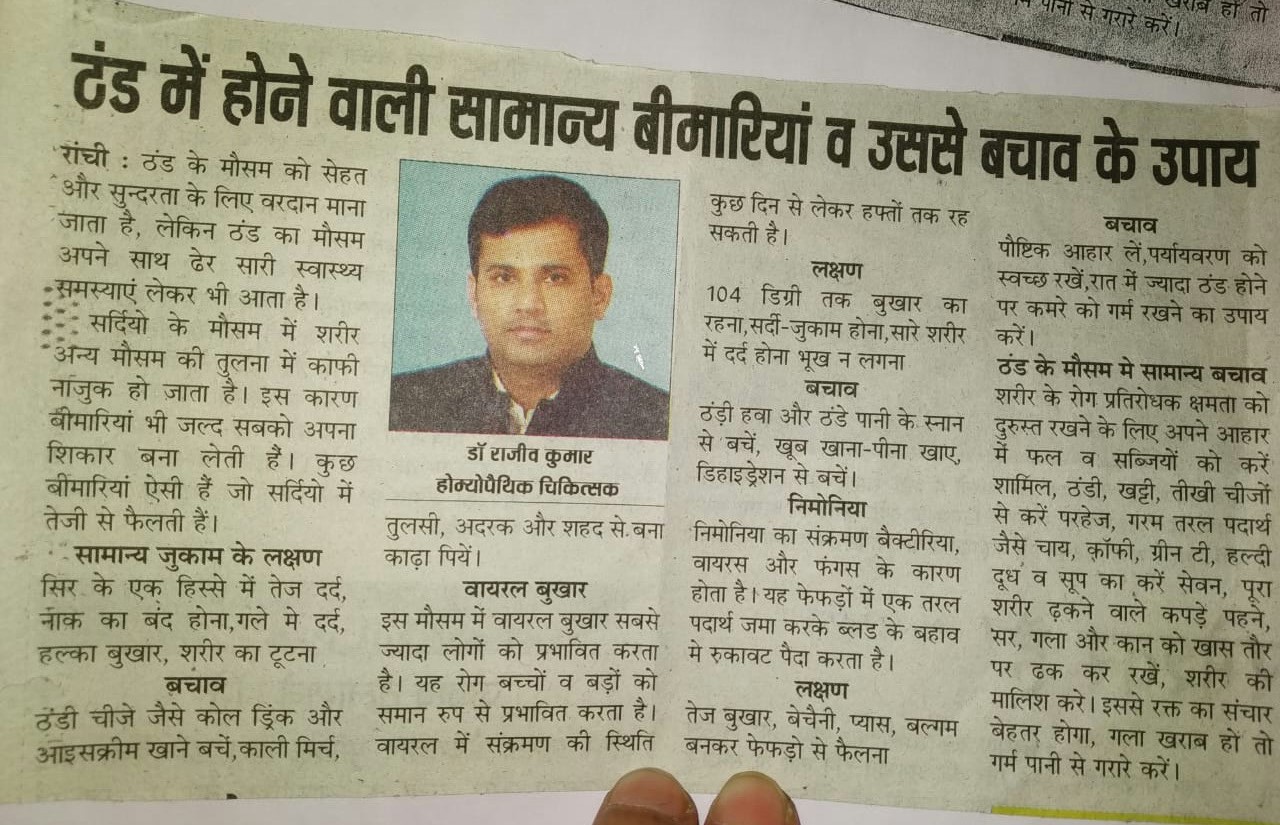 खराब हो तो
गर्म पानी से गरारे करें।
ठंड में होने वाली सामान्य बीमारियां व उससे बचाव के उपाय
रांची : ठंड के मौसम को सेहत
और सुन्दरता के लिए वरदान माना
जाता है, लेकिन ठंड का मौसम
अपने साथ ढेर सारी स्वास्थ्य
समस्याएं लेकर भी आता है।
सर्दियो के मौसम में शरीर
अन्य मौसम की तुलना में काफी
नाजुक हो जाता है। इस कारण
बीमारियां भी जल्द सबको अपना
शिकार बना लेती हैं। कुछ
बीमारियां ऐसी हैं जो सर्दियो में
तेजी से फैलती हैं।
सामान्य जुकाम के लक्षण
सिर के एक हिस्से में तेज दर्द,
नाक का बंद होना,गले मे दर्द,
हल्का बुखार, शरीर का टूटना
बचाव
ठंडी चीजे जैसे कोल ड्रिंक और
आइसक्रीम खाने बचें,काली मिर्च,
डॉ राजीव कुमार
होम्योपैथिक चिकित्सक
तुलसी, अदरक और शहद से बना
काढ़ा पियें।
वायरल बुखार
इस मौसम में वायरल बुखार सबसे
ज्यादा लोगों को प्रभावित करता
है। यह रोग बच्चों व बड़ों को
समान रुप से प्रभावित करता है।
वायरल में संक्रमण की स्थिति
कुछ दिन से लेकर हफ्तों तक रह
सकती है।
लक्षण
104 डिग्री तक बुखार का
रहना,सर्दी-जुकाम होना,सारे शरीर
में दर्द होना भूख न लगना
बचाव
ठंड़ी हवा और ठंडे पानी के स्नान
से बचें, खूब खाना-पीना खाए,
डिहाइड्रेशन से बचें।
निमोनिया
निमोनिया का संक्रमण बैक्टीरिया,
वायरस और फंगस के कारण
होता है। यह फेफड़ों में एक तरल
पदार्थ जमा करके ब्लड के बहाव
मे रुकावट पैदा करता है।
लक्षण
तेज बुखार, बेचैनी, प्यास, बल्गम
बनकर फेफड़ो से फैलना
बचाव
पौष्टिक आहार लें,पर्यायवरण को
स्वच्छ रखें,रात में ज्यादा ठंड होने
पर कमरे को गर्म रखने का उपाय
करें।
ठंड के मौसम मे सामान्य बचाव
शरीर के रोग प्रतिरोधक क्षमता को
दुरुस्त रखने के लिए अपने आहार
में फल व सब्जियों को करें
शामिल, ठंडी, खट्टी, तीखी चीजों
से करें परहेज, गरम तरल पदार्थ
जैसे चाय, क़ॉफी, ग्रीन टी, हल्दी
दूध व सूप का करें सेवन, पूरा
शरीर ढ़कने वाले कपड़े पहने,
सर, गला और कान को खास तौर
पर ढक कर रखें, शरीर की
मालिश करे। इससे रक्त का संचार
बेहतर होगा, गला खराब हो तो
गर्म पानी से गरारे करें।